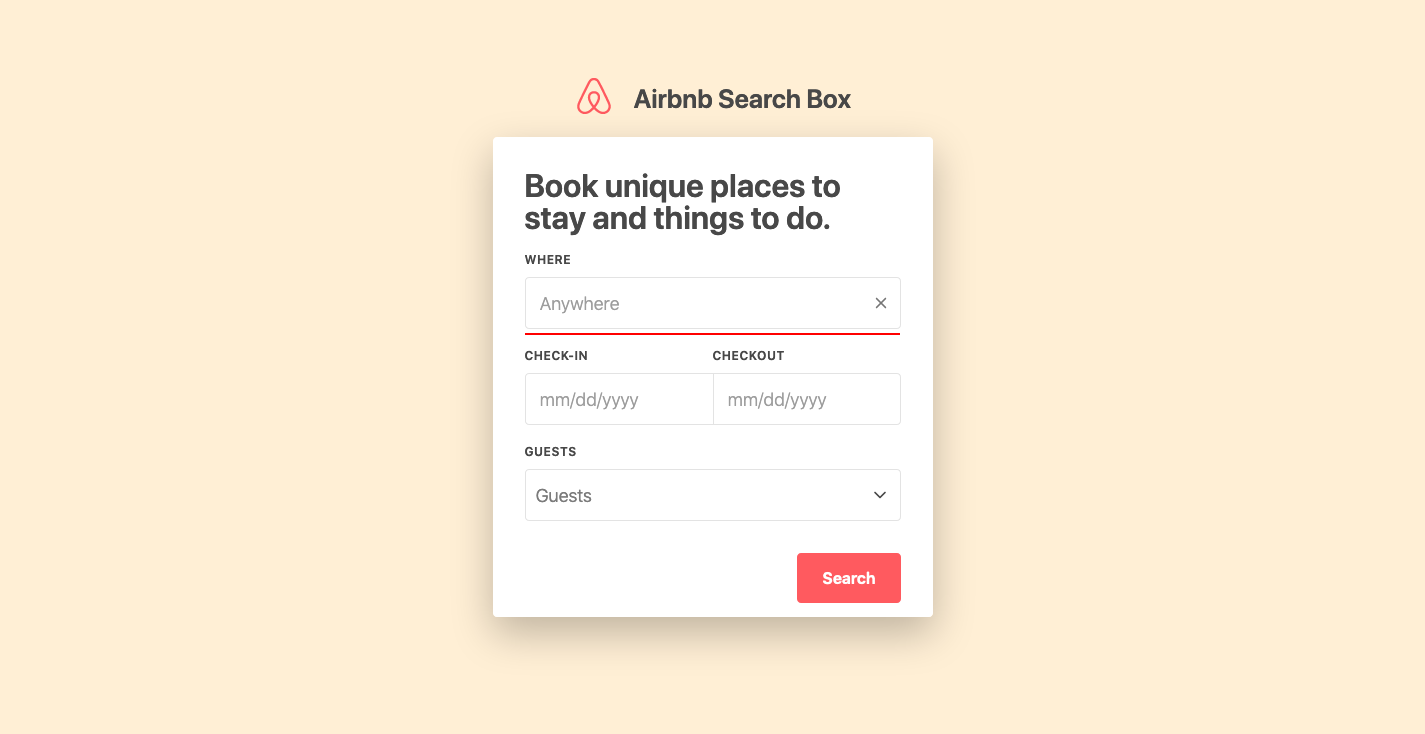 Airbnb Search Box
Book unique places to
stay and things to do.
WHERE
Anywhere
CHECK-IN CHECKOUT
mm/dd/yyyy mm/dd/yyyy
GUESTS
Guests
Search